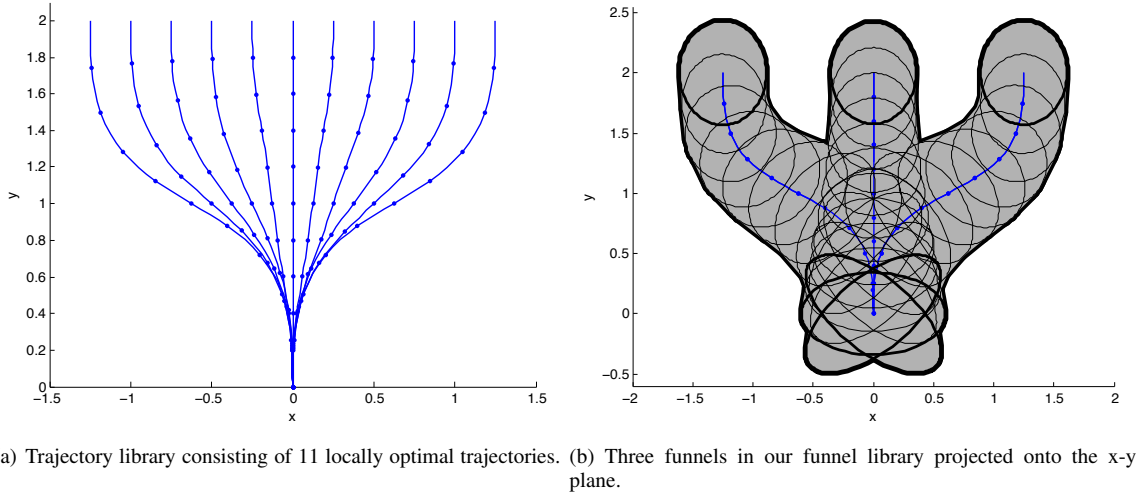 2
1.8
1.6
1.4
1.2
1
0.8
0.6
0.4
0.2
0
y
−1.5 −1 −0.5 0 0.5 1 1.5
x
3.5
3
2.5
2
1.5
1
0.5
0
−0.5
y
−2 −1.5 −1 −0.5 0 0.5 1 1.5 2
x
a) Trajectory library consisting of 11 locally optimal trajectories.
(b) Three funnels in our funnel library projected onto the x-y
plane.